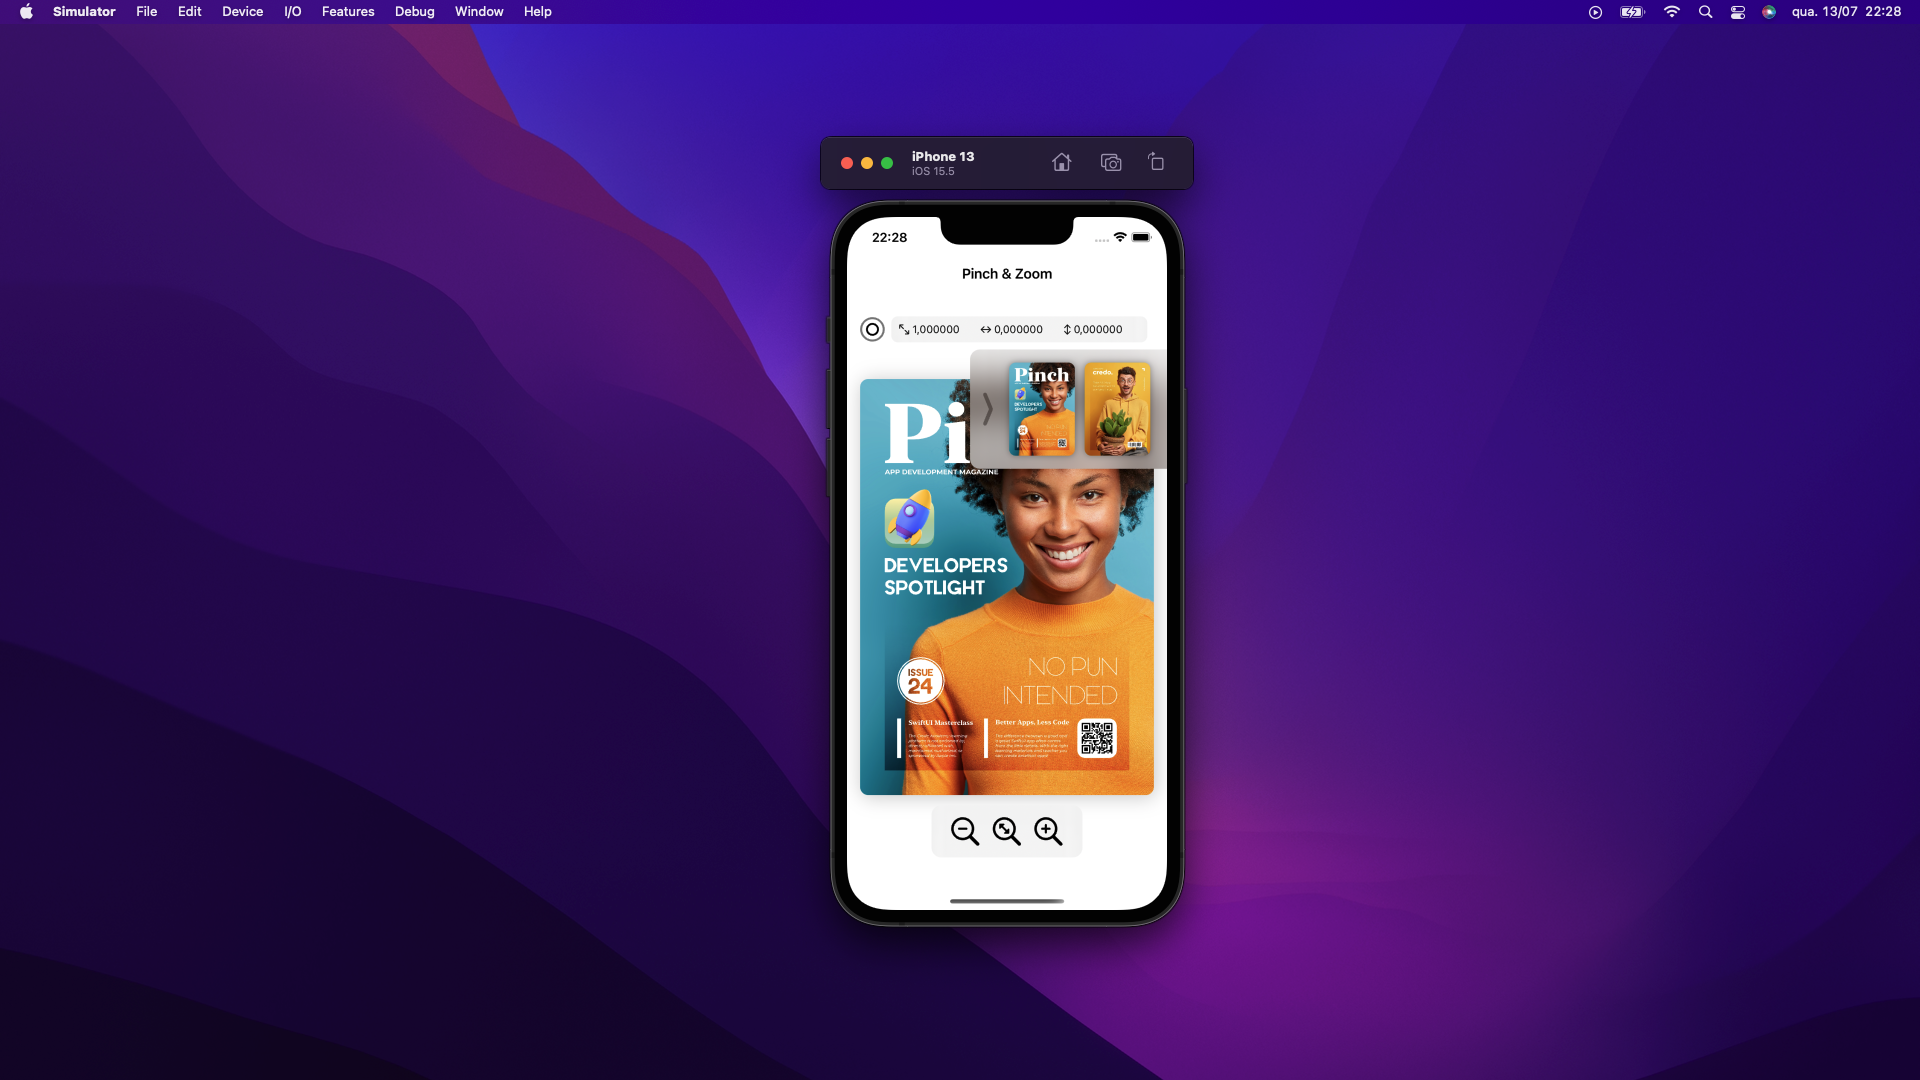 Simulator File Edit Device I/O Features Debug Window Help
qua. 13/07 22:28
iPhone 13
iOS 15.5
22:28
Pinch & Zoom
1,000000 0,000000 0,000000
Pinch
DEVELOPERS
SPOTLIGHT
credo.
Pi
APP DEVELOPMENT MAGAZINE
DEVELOPERS
SPOTLIGHT
ISSUE
24
NO PUN
INTENDED
SwiftUI Masterclass
Better Apps, Less Code